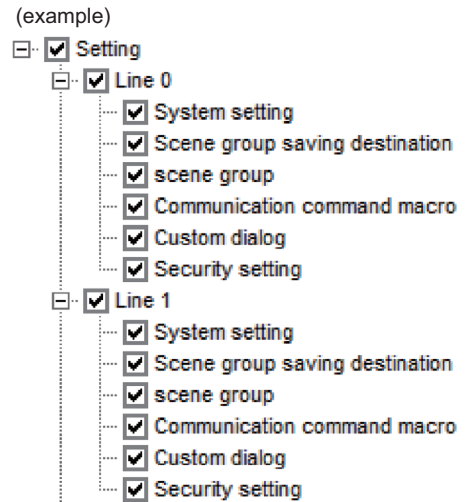 (example)
Setting
Line 0
System setting
Scene group saving destination
scene group
Communication command macro
Custom dialog
Security setting
Line 1
System setting
Scene group saving destination
scene group
Communication command macro
Custom dialog
Security setting